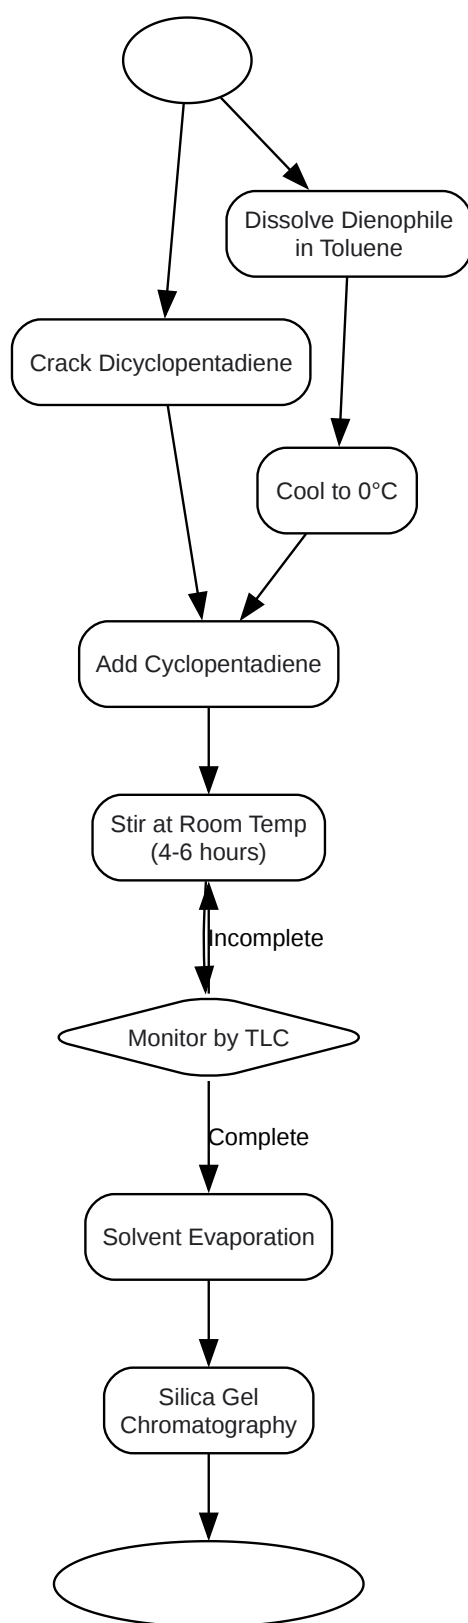 Dissolve Dienophile
in Toluene
Crack Dicyclopentadiene
Cool to 0°C
Add Cyclopentadiene
Stir at Room Temp
(4-6 hours)
Incomplete
Monitor by TLC
Complete
Solvent Evaporation
Silica Gel
Chromatography